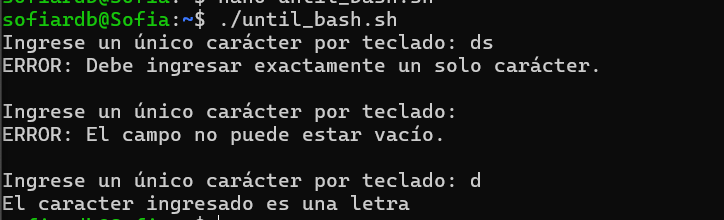 sofiardb@Sofia:~$ ./until_bash.sh
Ingrese un único carácter por teclado: ds
ERROR: Debe ingresar exactamente un solo carácter.
Ingrese un único carácter por teclado:
ERROR: El campo no puede estar vacío.
Ingrese un único carácter por teclado: d
El caracter ingresado es una letra